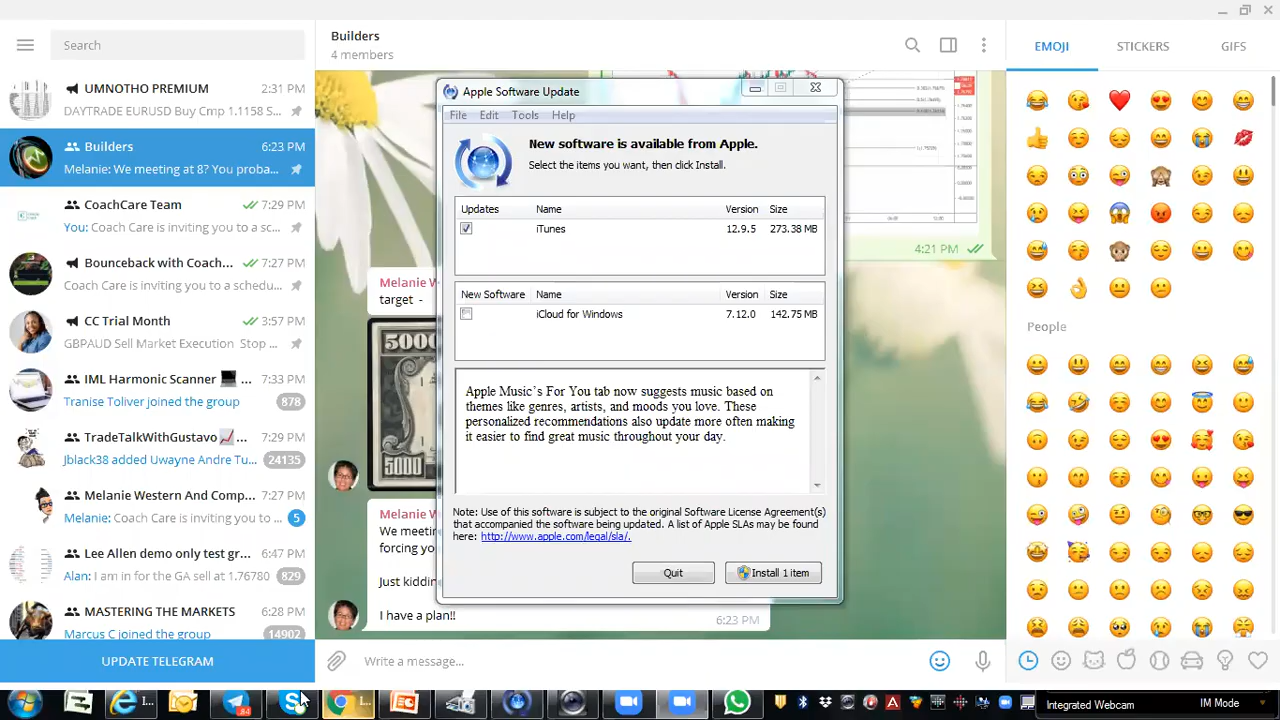 Search
UMNOTHO PREMIUM 2:31 PM
DAYTRADE EURUSD Buy Cmp 1.1158 S...
Builders 6:23 PM
Melanie: We meeting at 8? You proba...
CoachCare Team 7:29 PM
You: Coach Care is inviting you to a sc...
Bounceback with Coach... 7:27 PM
Coach Care is inviting you to a schedu...
CC Trial Month 3:57 PM
GBPAUD Sell Market Execution Stop ...
IML Harmonic Scanner ... 7:33 PM
Tranise Toliver joined the group 878
TradeTalkWithGustavo ... 7:29 PM
Jblack38 added Uwayne Andre Tu... 24135
Melanie Western And Comp... 7:27 PM
Melanie: Coach Care is inviting you to ... 5
Lee Allen demo only test gr... 6:47 PM
Alan: I am in for the GA sell at 1.76780 829
MASTERING THE MARKETS 6:28 PM
Marcus C joined the group 14902
UPDATE TELEGRAM
Builders
4 members
4:21 PM
Melanie W
target -
5000
5000
Melanie W
We meetin
forcing yo
Just kiddin
I have a plan!!
6:23 PM
Write a message...
Apple Software Update
File Edit Tools Help
New software is available from Apple.
Select the items you want, then click Install.
Updates Name Version Size
iTunes 12.9.5 273.38 MB
New Software Name Version Size
iCloud for Windows 7.12.0 142.75 MB
Apple Music's For You tab now suggests music based on
themes like genres, artists, and moods you love. These
personalized recommendations also update more often making
it easier to find great music throughout your day.
Note: Use of this software is subject to the original Software License Agreement(s)
that accompanied the software being updated. A list of Apple SLAs may be found
here: http://www.apple.com/legal/sla/.
Quit
Install 1 item
EMOJI STICKERS GIFS
People
I...
84
I...
Integrated Webcam
IM Mode